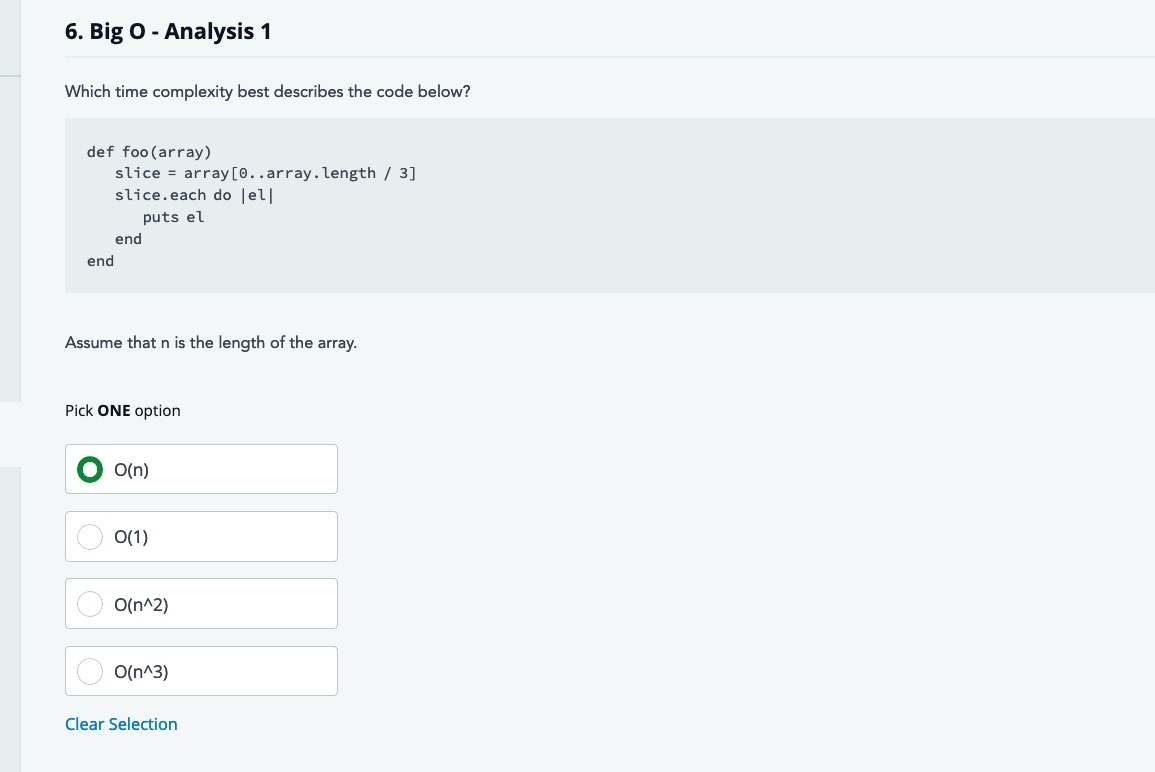 6. Big O - Analysis 1
Which time complexity best describes the code below?
def foo(array)
   slice = array[0..array.length / 3]
   slice.each do |el|
      puts el
   end
end
Assume that n is the length of the array.
Pick ONE option
O(n)
O(1)
O(n^2)
O(n^3)
Clear Selection